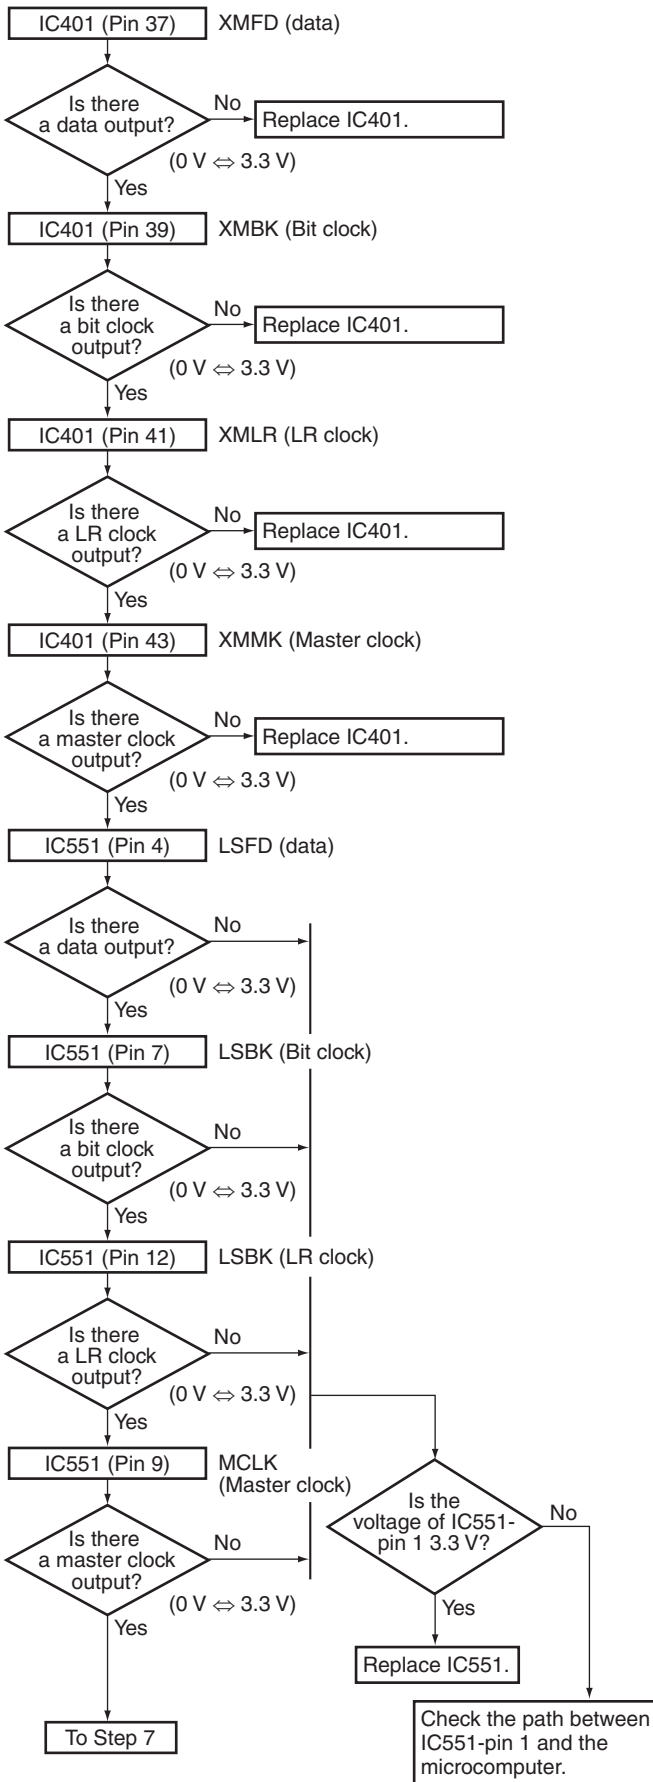 IC401 (Pin 37) XMFD (data)
Is there
a data output?
No
Replace IC401.
(0 V ⇔ 3.3 V)
Yes
IC401 (Pin 39) XMBK (Bit clock)
Is there
a bit clock
output?
No
Replace IC401.
(0 V ⇔ 3.3 V)
Yes
IC401 (Pin 41) XMLR (LR clock)
Is there
a LR clock
output?
No
Replace IC401.
(0 V ⇔ 3.3 V)
Yes
IC401 (Pin 43) XMMK (Master clock)
Is there
a master clock
output?
No
Replace IC401.
(0 V ⇔ 3.3 V)
Yes
IC551 (Pin 4) LSFD (data)
Is there
a data output?
No
(0 V ⇔ 3.3 V)
Yes
IC551 (Pin 7) LSBK (Bit clock)
Is there
a bit clock
output?
No
(0 V ⇔ 3.3 V)
Yes
IC551 (Pin 12) LSBK (LR clock)
Is there
a LR clock
output?
No
(0 V ⇔ 3.3 V)
Yes
IC551 (Pin 9) MCLK
(Master clock)
Is there
a master clock
output?
No
(0 V ⇔ 3.3 V)
Yes
To Step 7
Is the
voltage of IC551-
pin 1 3.3 V?
No
Yes
Replace IC551.
Check the path between
IC551-pin 1 and the
microcomputer.